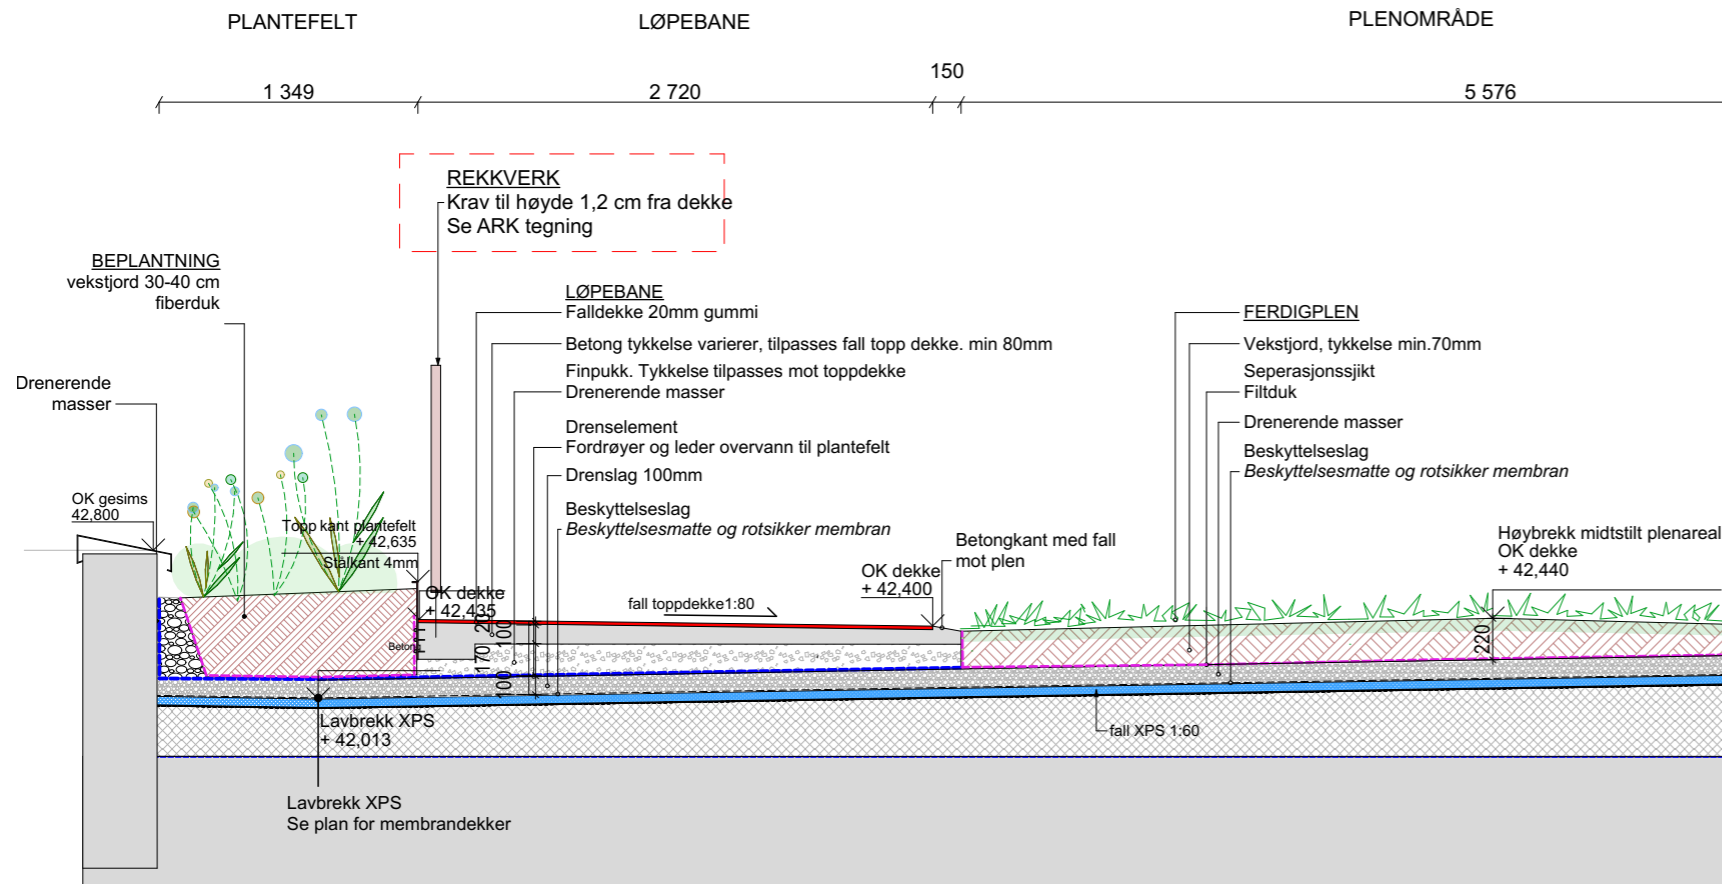 PLANTEFELT
LØPEBANE
PLENOMRÅDE
1 349
2 720
150
5 576
REKKVERK
Krav til høyde 1,2 cm fra dekke
Se ARK tegning
BEPLANTNING
vekstjord 30-40 cm
fiberduk
Drenerende
masser
OK gesims
42,800
LØPEBANE
Falldekke 20mm gummi
Betong tykkelse varierer, tilpasses fall topp dekke. min 80mm
Finpukk. Tykkelse tilpasses mot toppdekke
Drenerende masser
Drenselement
Fordrøyer og leder overvann til plantefelt
Drenslag 100mm
Beskyttelseslag
Beskyttelsesmatte og rotsikker membran
FERDIGPLEN
Vekstjord, tykkelse min.70mm
Seperasjonssjikt
Filtduk
Drenerende masser
Beskyttelseslag
Beskyttelsesmatte og rotsikker membran
Topp kant plantefelt
+ 42,635
Stålkant 4mm
OK dekke
+ 42,435
fall toppdekke1:80
OK dekke
+ 42,400
Betongkant med fall
mot plen
Høybrekk midtstilt plenareal
OK dekke
+ 42,440
Betong
20
100
170
100
220
Lavbrekk XPS
+ 42,013
fall XPS 1:60
Lavbrekk XPS
Se plan for membrandekker